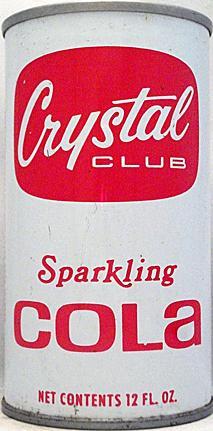 Crystal
CLUB
Sparkling
COLa
NET CONTENTS 12 FL. OZ.